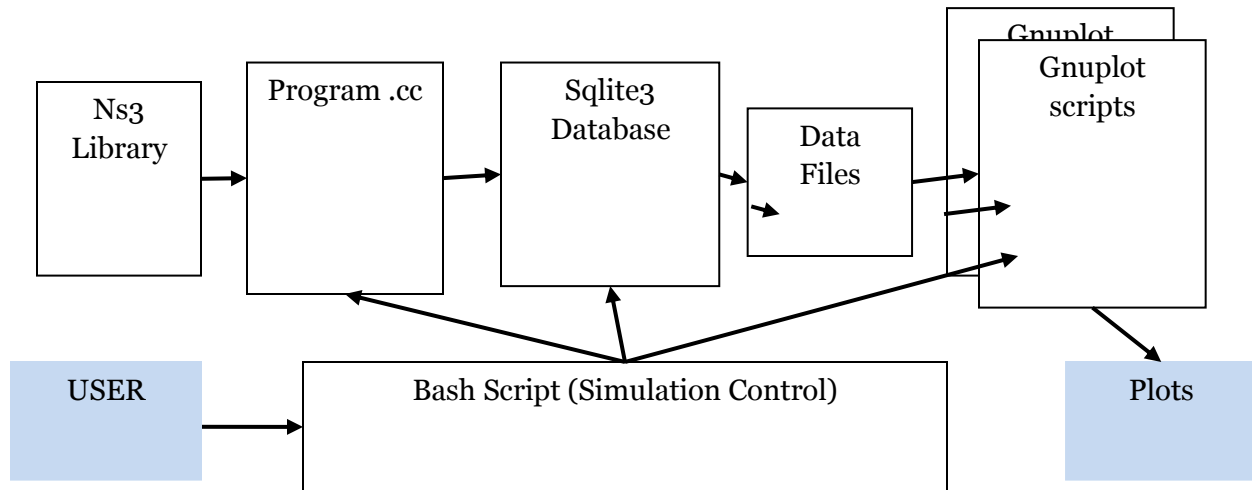 Ns3
Library
Program .cc
Sqlite3
Database
Data
Files
Gnuplot
Gnuplot
scripts
USER
Bash Script (Simulation Control)
Plots